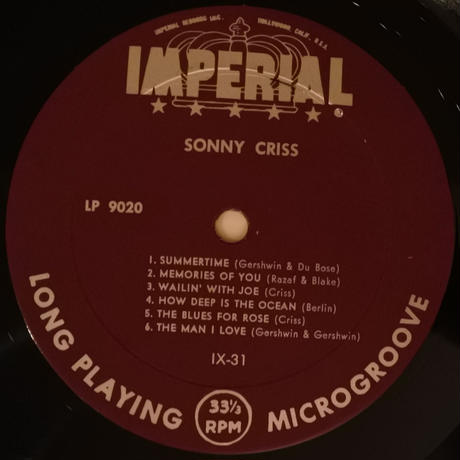 IMPERIAL RECORDS INC. HOLLYWOOD CALIF. U.S.A.
IMPERIAL
®
SONNY CRISS
LP 9020
1. SUMMERTIME (Gershwin & Du Bose)
2. MEMORIES OF YOU (Razaf & Blake)
3. WAILIN' WITH JOE (Criss)
4. HOW DEEP IS THE OCEAN (Berlin)
5. THE BLUES FOR ROSE (Criss)
6. THE MAN I LOVE (Gershwin & Gershwin)
IX-31
LONG PLAYING 33⅓ RPM MICROGROOVE